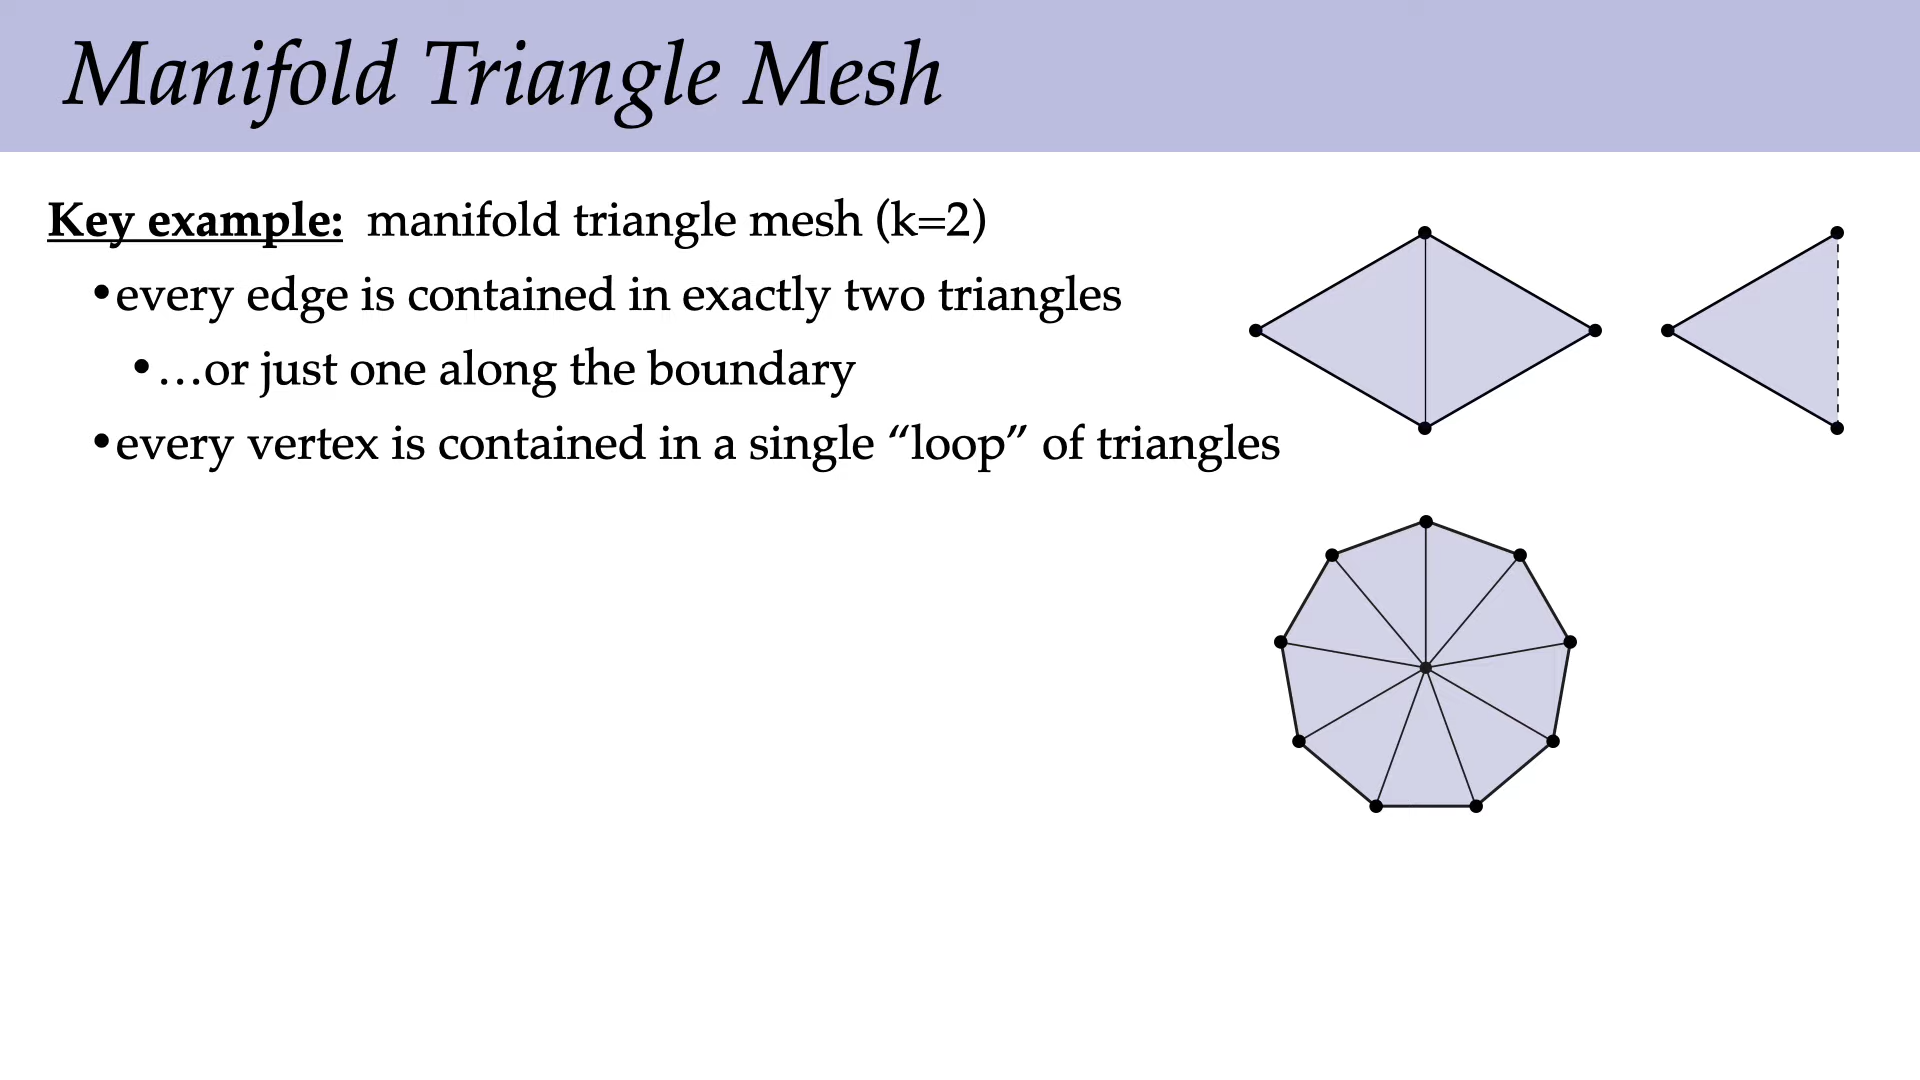 Manifold Triangle Mesh
Key example: manifold triangle mesh (k=2)
•every edge is contained in exactly two triangles
•…or just one along the boundary
•every vertex is contained in a single “loop” of triangles